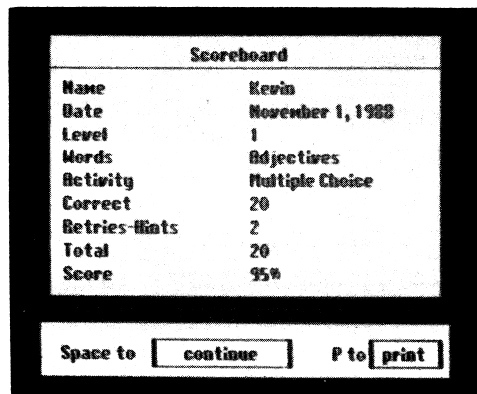 Scoreboard
Name Kevin
Date November 1, 1988
Level 1
Words Adjectives
Activity Multiple Choice
Correct 20
Retries-Hints 2
Total 20
Score 95%
Space to continue P to print